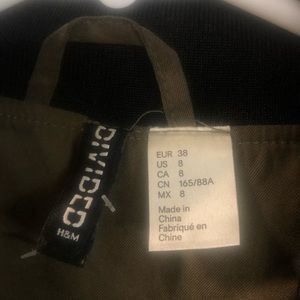 DIVIDED
H&M
EUR 38
US 8
CA 8
CN 165/88A
MX 8
Made in
China
Fabriqué en
Chine